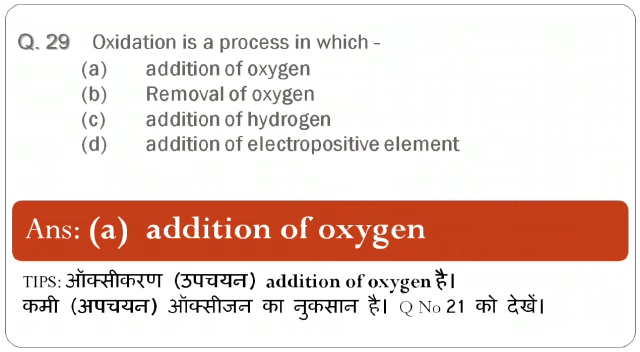 Q. 29 Oxidation is a process in which -
(a) addition of oxygen
(b) Removal of oxygen
(c) addition of hydrogen
(d) addition of electropositive element
Ans: (a) addition of oxygen
TIPS: ऑक्सीकरण (उपचयन) addition of oxygen है।
कमी (अपचयन) ऑक्सीजन का नुकसान है। Q No 21 को देखें।